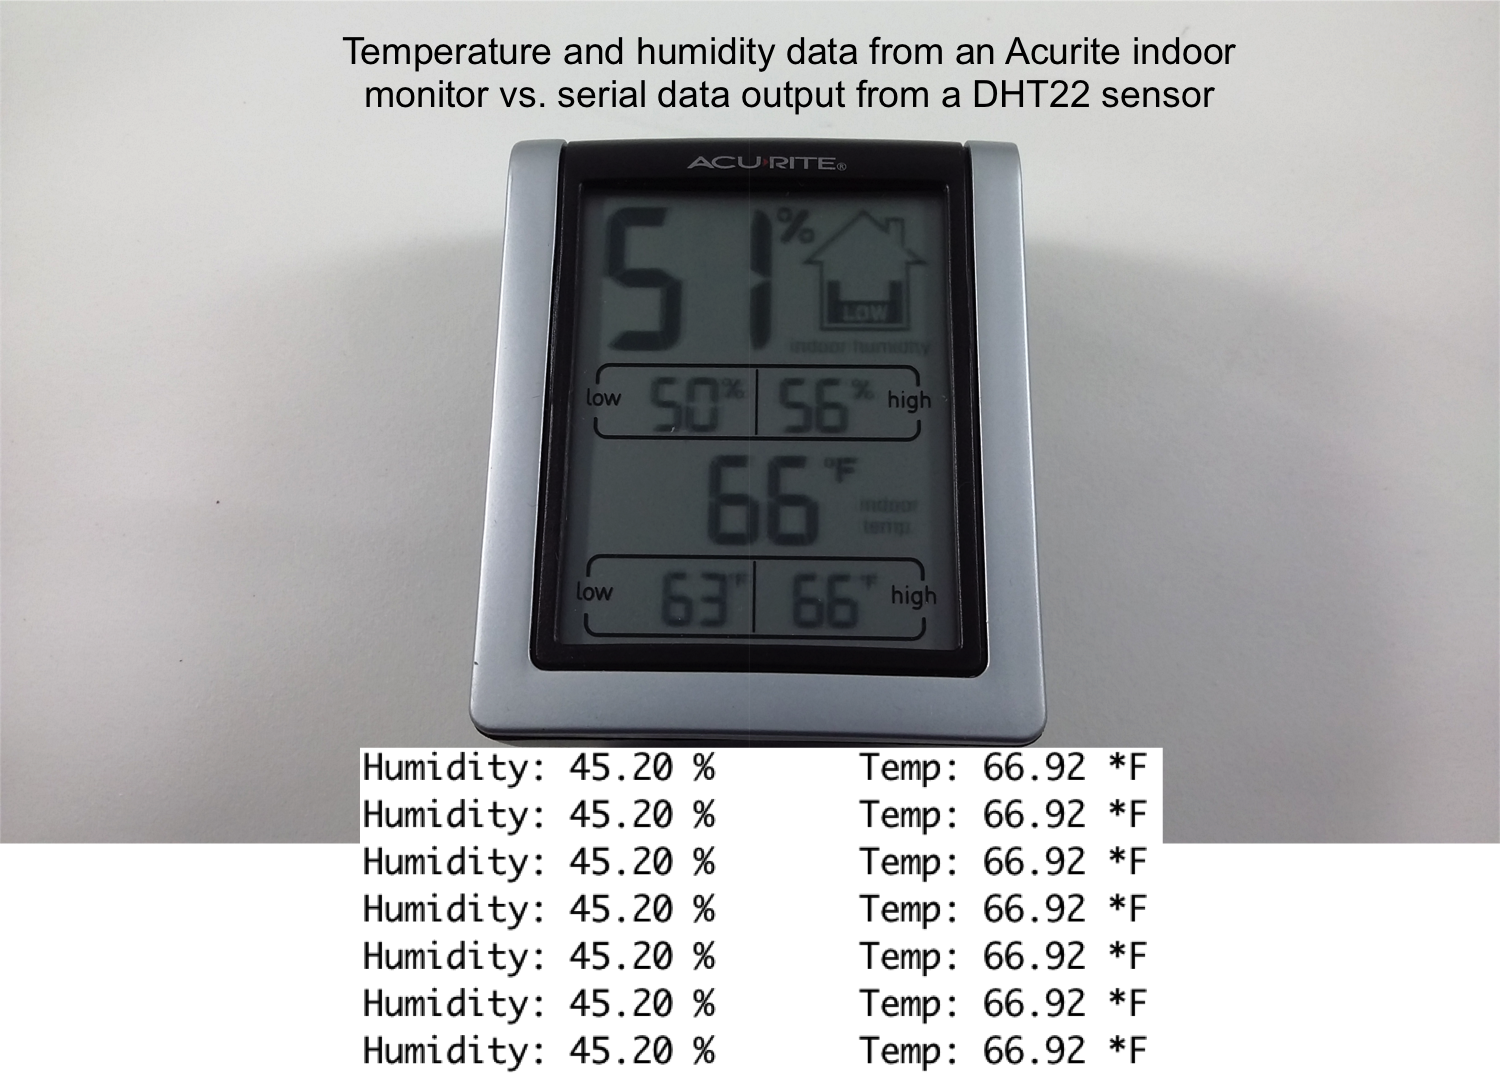 Temperature and humidity data from an Acurite indoor
monitor vs. serial data output from a DHT22 sensor
ACU>RITE®
51%
LOW
indoor humidity
low 50% 56% high
66°F
indoor
temp.
low 63°F 66°F high
Humidity: 45.20 % Temp: 66.92 *F
Humidity: 45.20 % Temp: 66.92 *F
Humidity: 45.20 % Temp: 66.92 *F
Humidity: 45.20 % Temp: 66.92 *F
Humidity: 45.20 % Temp: 66.92 *F
Humidity: 45.20 % Temp: 66.92 *F
Humidity: 45.20 % Temp: 66.92 *F